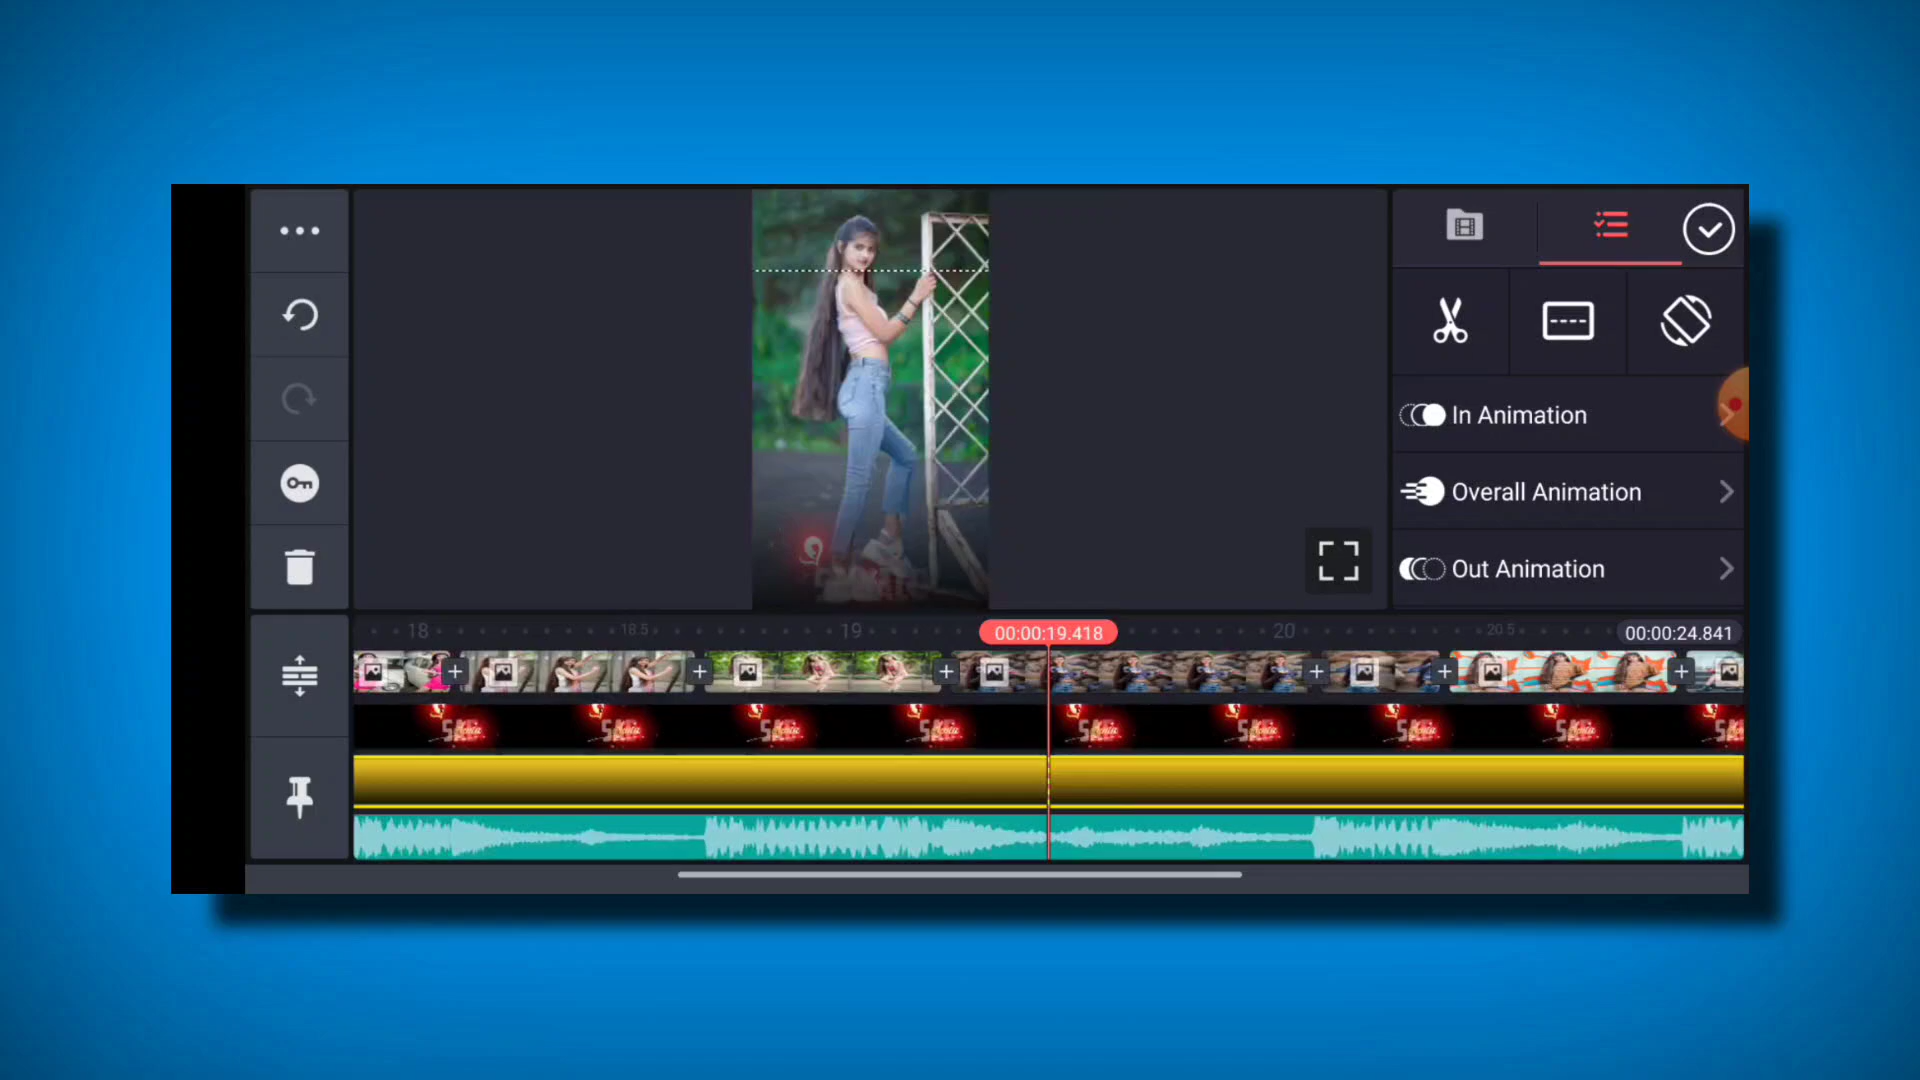 In Animation
Overall Animation
Out Animation
18
18.5
19
00:00:19.418
20
20.5
00:00:24.841